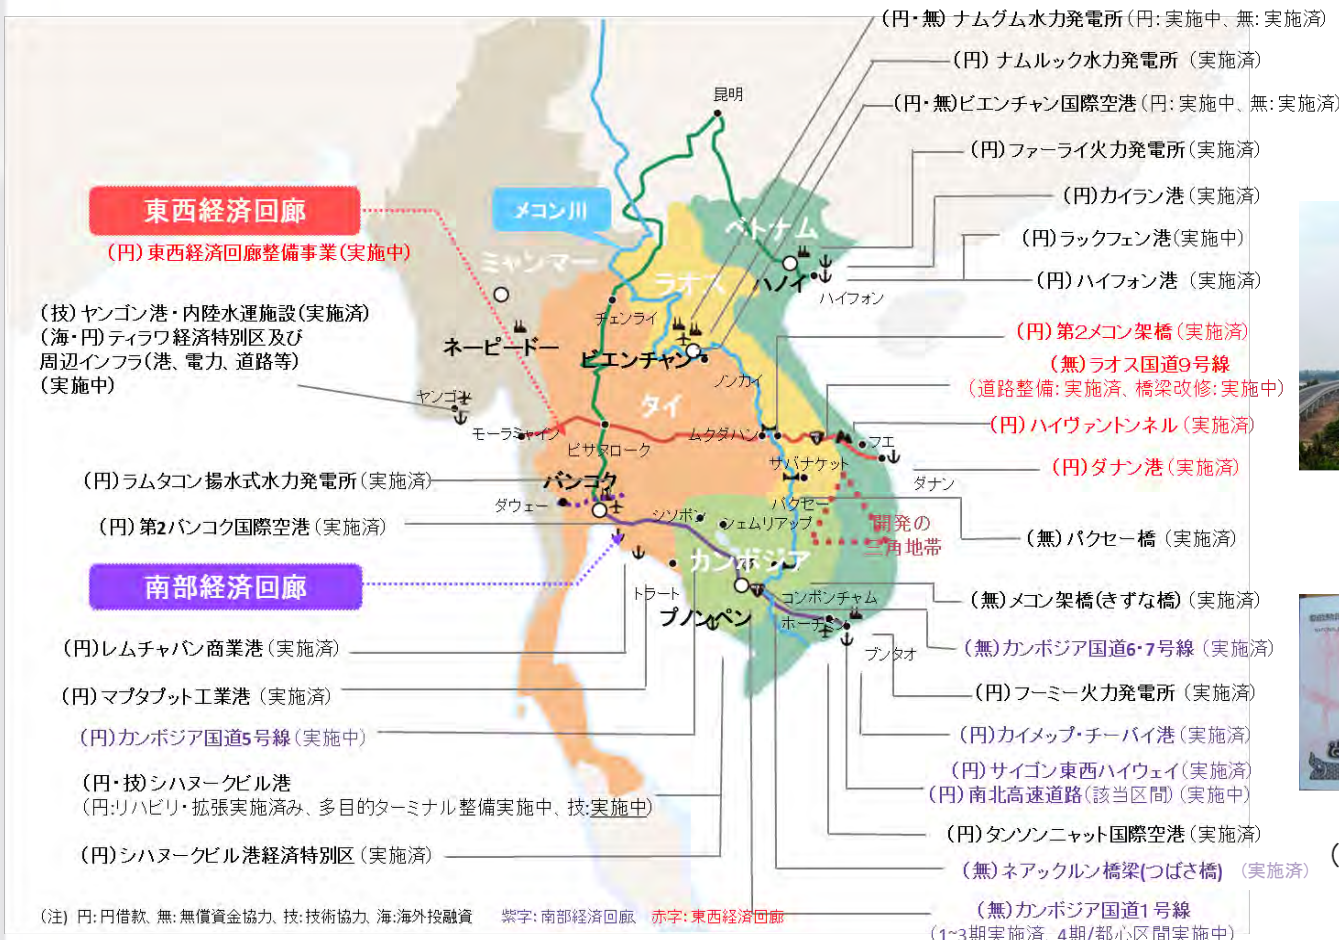 (円・無) ナムグム水力発電所(円:実施中、無:実施済)
(円) ナムルック水力発電所 (実施済)
(円・無)ビエンチャン国際空港(円:実施中、無:実施済)
(円)ファーライ火力発電所(実施済)
(円)カイラン港(実施済)
(円)ラックフェン港(実施中)
(円)ハイフォン港 (実施済)
(円) 第2メコン架橋(実施済)
(無)ラオス国道9号線
(道路整備:実施済、橋梁改修:実施中)
(円)ハイヴァントンネル(実施済)
(円)ダナン港(実施済)
(無)パクセー橋 (実施済)
(無)メコン架橋(きずな橋) (実施済)
(無)カンボジア国道6・7号線 (実施済)
(円)フーミー火力発電所 (実施済)
(円)カイメップ・チーバイ港(実施済)
(円)サイゴン東西ハイウェイ(実施済)
(円)南北高速道路(該当区間)(実施中)
(円)タンソンニャット国際空港(実施済)
(無)ネアックルン橋梁(つばさ橋) (実施済)
(無)カンボジア国道1号線
(1~3期実施済、4期/都心区間実施中)
東西経済回廊
(円)東西経済回廊整備事業(実施中)
(技)ヤンゴン港・内陸水運施設(実施済)
(海・円)ティラワ経済特別区及び
周辺インフラ(港、電力、道路等)
(実施中)
(円)ラムタコン揚水式水力発電所(実施済)
(円)第2バンコク国際空港(実施済)
南部経済回廊
(円)レムチャバン商業港(実施済)
(円)マプタプット工業港 (実施済)
(円)カンボジア国道5号線(実施中)
(円・技)シハヌークビル港
(円:リハビリ・拡張実施済み、多目的ターミナル整備実施中、技:実施中)
(円)シハヌークビル港経済特別区(実施済)
昆明
メコン川
ベトナム
ミャンマー
ラオス
ハノイ
ハイフォン
チェンライ
ネーピードー
ビエンチャン
ノンカイ
タイ
ヤンゴン
モーラミャイン
ピサヌローク
ムクダハン
フエ
サバナケット
ダナン
バンコク
ダウェー
パクセー
シソポン
シェムリアップ
開発の
三角地帯
カンボジア
トラート
コンポンチャム
プノンペン
ホーチミン
ブンタオ
(注) 円:円借款、無:無償資金協力、技:技術協力、海:海外投融資 紫字:南部経済回廊、赤字:東西経済回廊
(